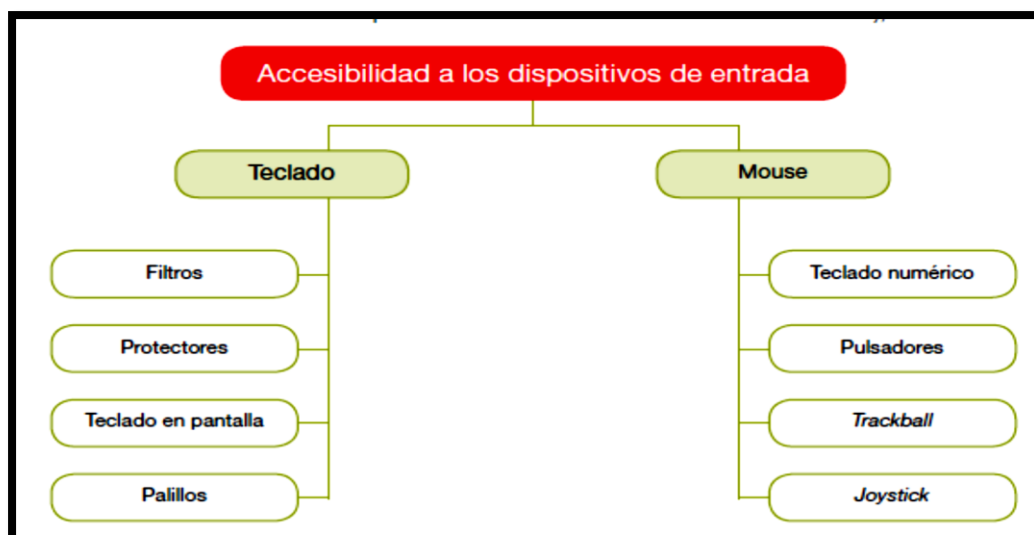 Accesibilidad a los dispositivos de entrada
Teclado
Mouse
Filtros
Teclado numérico
Protectores
Pulsadores
Teclado en pantalla
Trackball
Palillos
Joystick